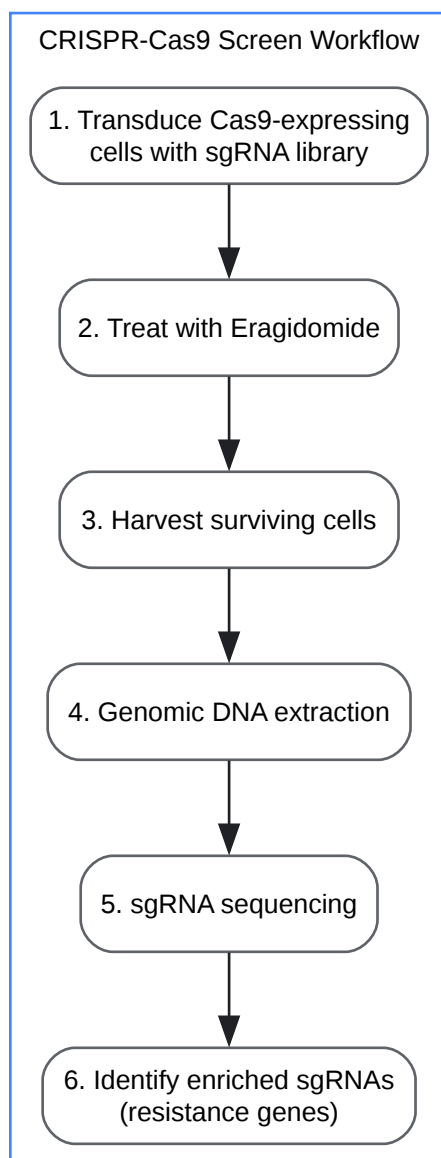 CRISPR-Cas9 Screen Workflow
1. Transduce Cas9-expressing
cells with sgRNA library
2. Treat with Eragidomide
3. Harvest surviving cells
4. Genomic DNA extraction
5. sgRNA sequencing
6. Identify enriched sgRNAs
(resistance genes)